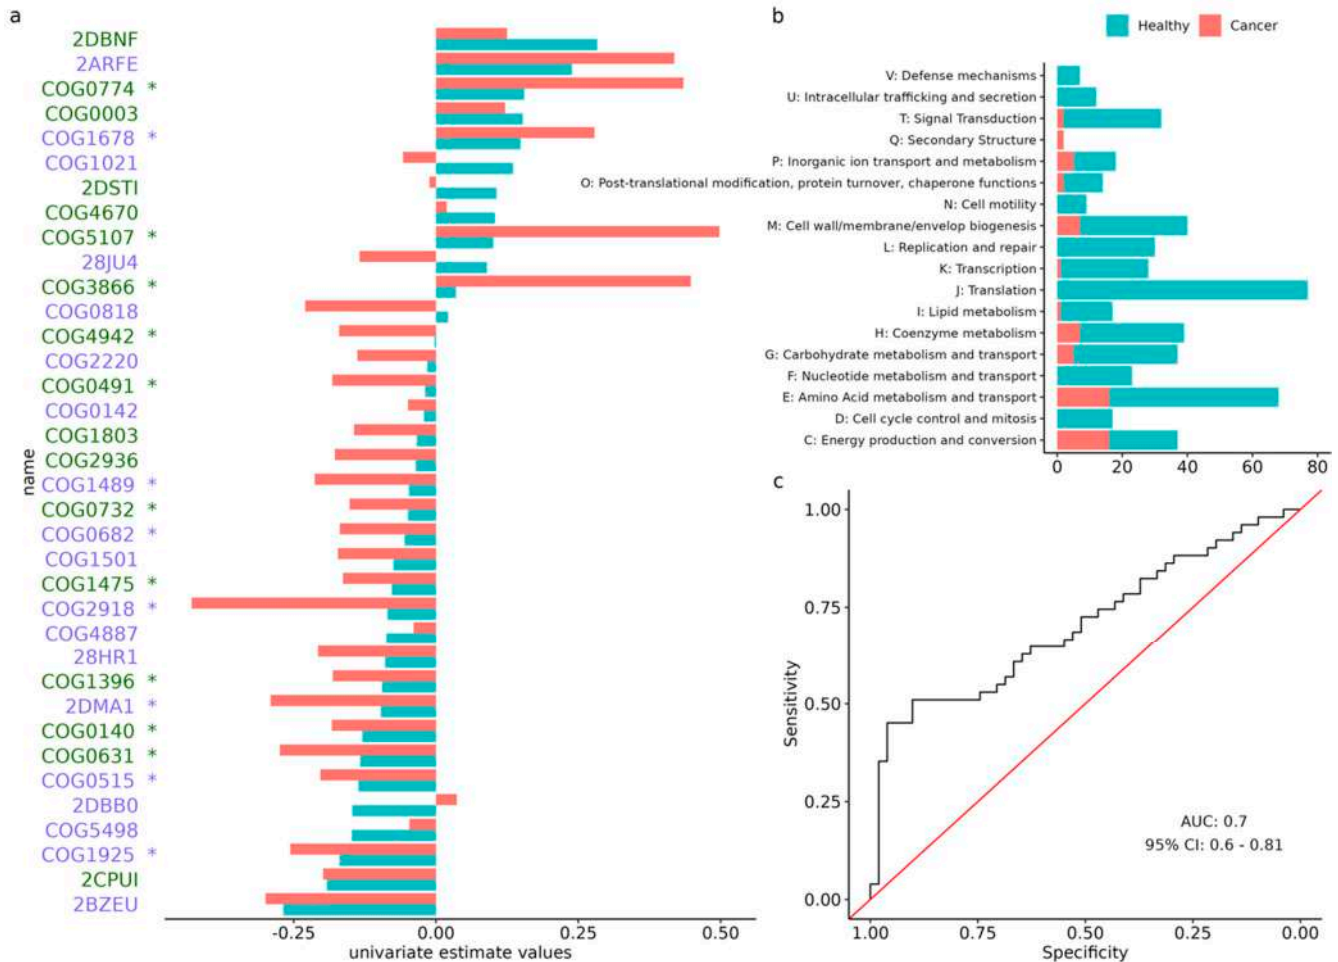 a
2DBNF
2ARFE
COG0774 *
COG0003
COG1678 *
COG1021
2DSTI
COG4670
COG5107 *
28JU4
COG3866 *
COG0818
COG4942 *
COG2220
COG0491 *
COG0142
COG1803
COG2936
COG1489 *
COG0732 *
COG0682 *
COG1501
COG1475 *
COG2918 *
COG4887
28HR1
COG1396 *
2DMA1 *
COG0140 *
COG0631 *
COG0515 *
2DBB0
COG5498
COG1925 *
2CPUI
2BZEU
name
-0.25 0.00 0.25 0.50
univariate estimate values
b
Healthy Cancer
V: Defense mechanisms
U: Intracellular trafficking and secretion
T: Signal Transduction
Q: Secondary Structure
P: Inorganic ion transport and metabolism
O: Post-translational modification, protein turnover, chaperone functions
N: Cell motility
M: Cell wall/membrane/envelop biogenesis
L: Replication and repair
K: Transcription
J: Translation
I: Lipid metabolism
H: Coenzyme metabolism
G: Carbohydrate metabolism and transport
F: Nucleotide metabolism and transport
E: Amino Acid metabolism and transport
D: Cell cycle control and mitosis
C: Energy production and conversion
0 20 40 60 80
c
1.00
0.75
0.50
0.25
0.00
Sensitivity
AUC: 0.7
95% CI: 0.6 - 0.81
1.00 0.75 0.50 0.25 0.00
Specificity